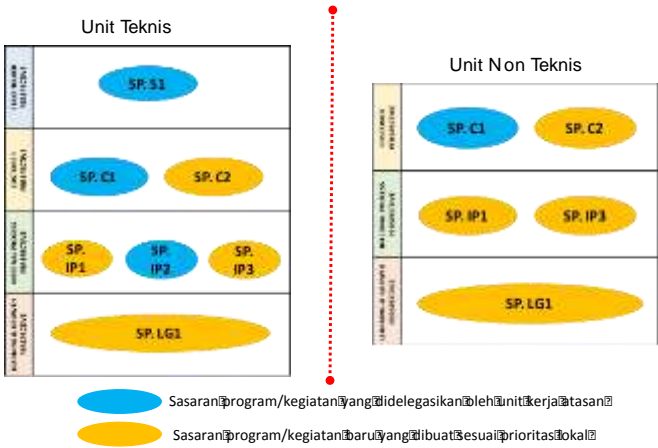 Unit Teknis
SP. S1
SP. C1
SP. C2
SP.
IP1
SP.
IP2
SP.
IP3
SP. LG1
Unit Non Teknis
SP. C1
SP. C2
SP. IP1
SP. IP3
SP. LG1
Sasaran program/kegiatan yang didelegasikan oleh unit kerja atasan
Sasaran program/kegiatan baru yang dibuat sesuai prioritas lokal